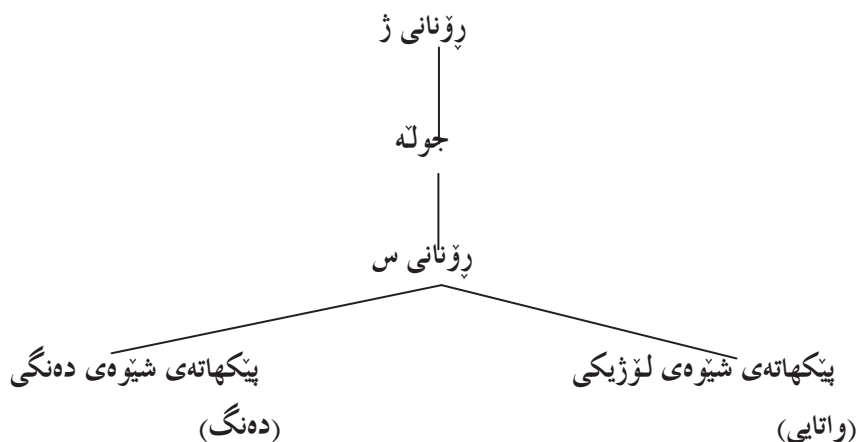 ڕۆنانی ژ
جوڵە
ڕۆنانی س
پێکهاتەی شێوەی لۆژیکی
پێکهاتەی شێوەی دەنگی
(واتایی)
(دەنگ)